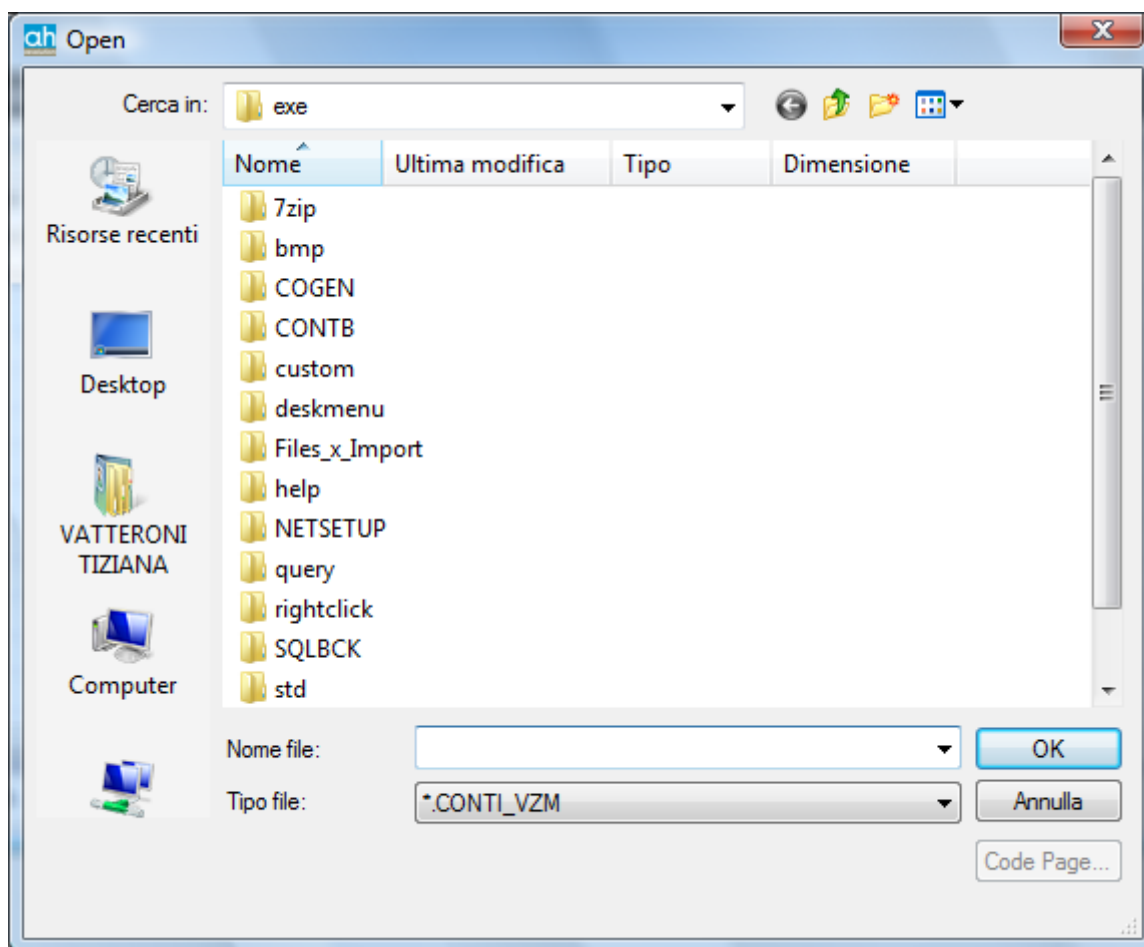 ah Open
Cerca in: exe
Nome Ultima modifica Tipo Dimensione
7zip
bmp
COGEN
CONTB
custom
deskmenu
Files_x_Import
help
NETSETUP
query
rightclick
SQLBCK
std
Risorse recenti
Desktop
VATTERONI
TIZIANA
Computer
Nome file: OK
Tipo file: *.CONTI_VZM Annulla
Code Page...